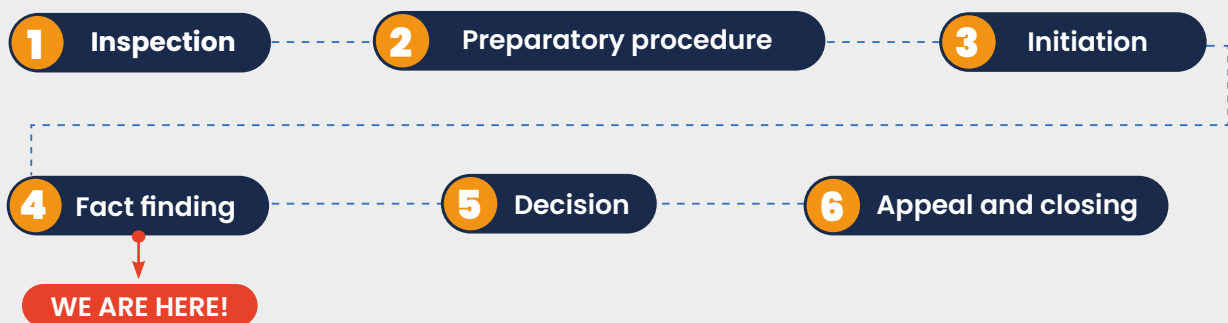 1 Inspection
2 Preparatory procedure
3 Initiation
4 Fact finding
5 Decision
6 Appeal and closing
WE ARE HERE!